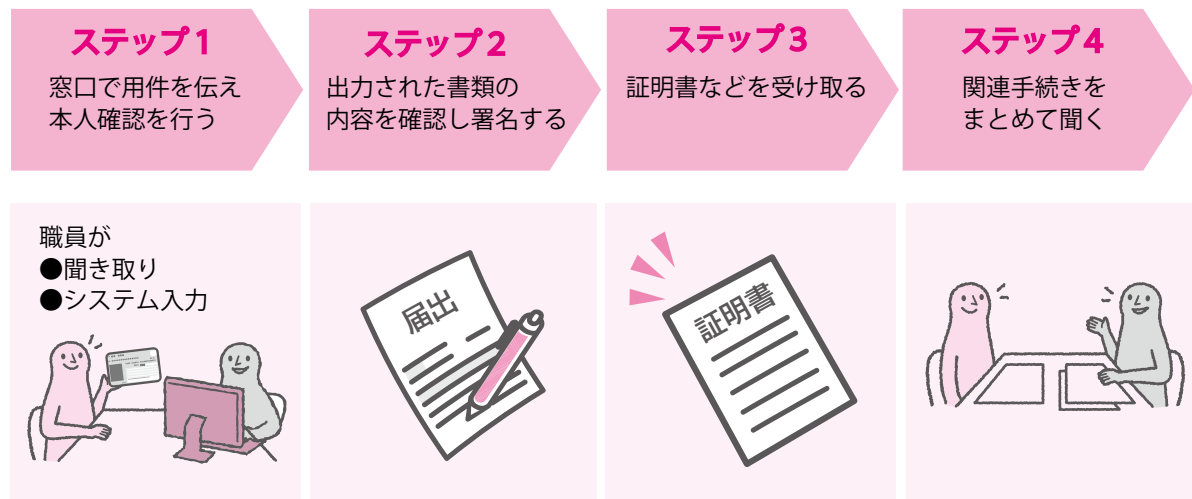 ステップ1
窓口で用件を伝え
本人確認を行う
ステップ2
出力された書類の
内容を確認し署名する
ステップ3
証明書などを受け取る
ステップ4
関連手続きを
まとめて聞く
職員が
●聞き取り
●システム入力
届出
証明書